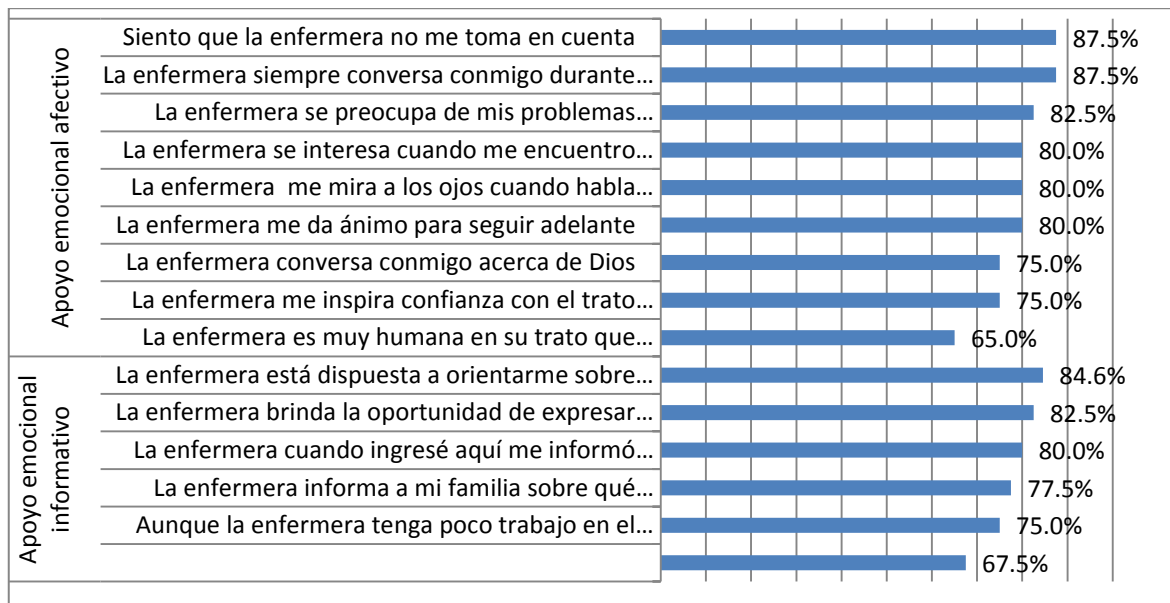 Apoyo emocional afectivo
Siento que la enfermera no me toma en cuenta 87.5%
La enfermera siempre conversa conmigo durante... 87.5%
La enfermera se preocupa de mis problemas... 82.5%
La enfermera se interesa cuando me encuentro... 80.0%
La enfermera  me mira a los ojos cuando habla... 80.0%
La enfermera me da ánimo para seguir adelante 80.0%
La enfermera conversa conmigo acerca de Dios 75.0%
La enfermera me inspira confianza con el trato... 75.0%
La enfermera es muy humana en su trato que... 65.0%
Apoyo emocional
informativo
La enfermera está dispuesta a orientarme sobre... 84.6%
La enfermera brinda la oportunidad de expresar... 82.5%
La enfermera cuando ingresé aquí me informó... 80.0%
La enfermera informa a mi familia sobre qué... 77.5%
Aunque la enfermera tenga poco trabajo en el... 75.0%
67.5%